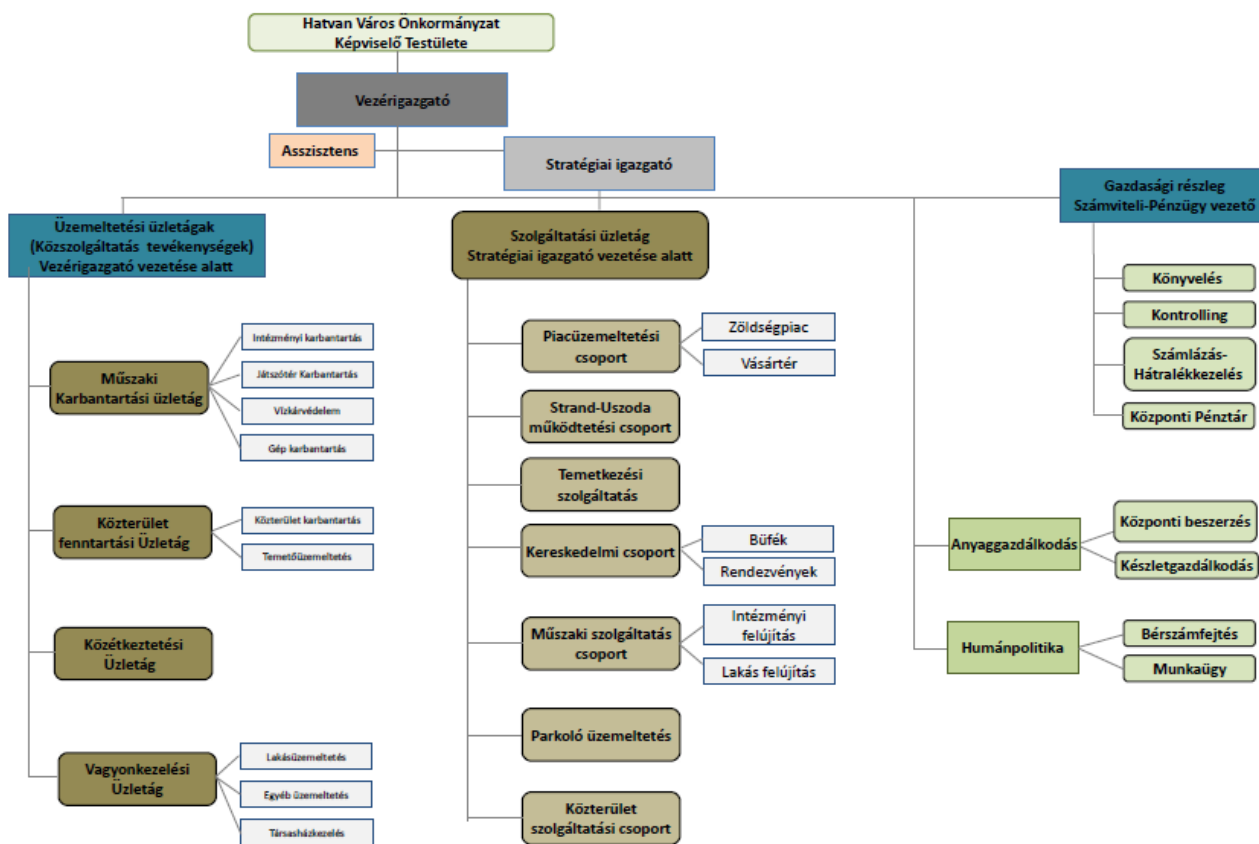 Hatvan Város Önkormányzat
Képviselő Testülete
Vezérigazgató
Asszisztens
Stratégiai igazgató
Üzemeltetési üzletágak
(Közszolgáltatás tevékenységek)
Vezérigazgató vezetése alatt
Műszaki
Karbantartási üzletág
Intézményi karbantartás
Játszótér Karbantartás
Vízkárvédelem
Gép karbantartás
Közterület
fenntartási Üzletág
Közterület karbantartás
Temetőüzemeltetés
Közétkeztetési
Üzletág
Vagyonkezelési
Üzletág
Lakásüzemeltetés
Egyéb üzemeltetés
Társasházkezelés
Szolgáltatási üzletág
Stratégiai igazgató vezetése alatt
Piacüzemeltetési
csoport
Zöldségpiac
Vásártér
Strand-Uszoda
működtetési csoport
Temetkezési
szolgáltatás
Kereskedelmi csoport
Büfék
Rendezvények
Műszaki szolgáltatás
csoport
Intézményi
felújítás
Lakás felújítás
Parkoló üzemeltetés
Közterület
szolgáltatási csoport
Gazdasági részleg
Számviteli-Pénzügy vezető
Könyvelés
Kontrolling
Számlázás-
Hátralékkezelés
Központi Pénztár
Anyaggazdálkodás
Központi beszerzés
Készletgazdálkodás
Humánpolitika
Bérszámfejtés
Munkaügy